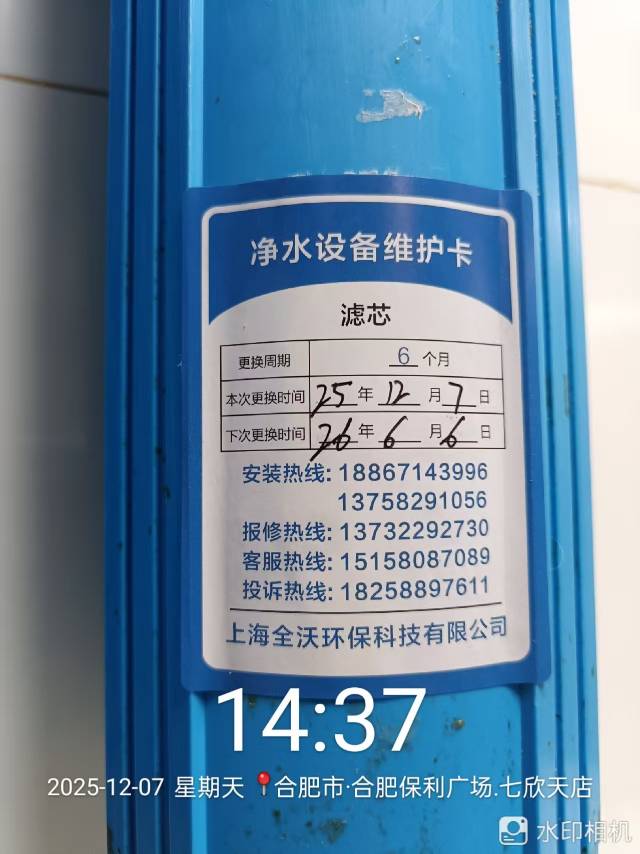 净水设备维护卡
滤芯
更换周期 6 个月
本次更换时间 25 年 12 月 7 日
下次更换时间 26 年 6 月 6 日
安装热线: 18867143996
13758291056
报修热线: 13732292730
客服热线: 15158087089
投诉热线: 18258897611
上海全沃环保科技有限公司
14:37
2025-12-07 星期天 合肥市·合肥保利广场.七欣天店
水印相机